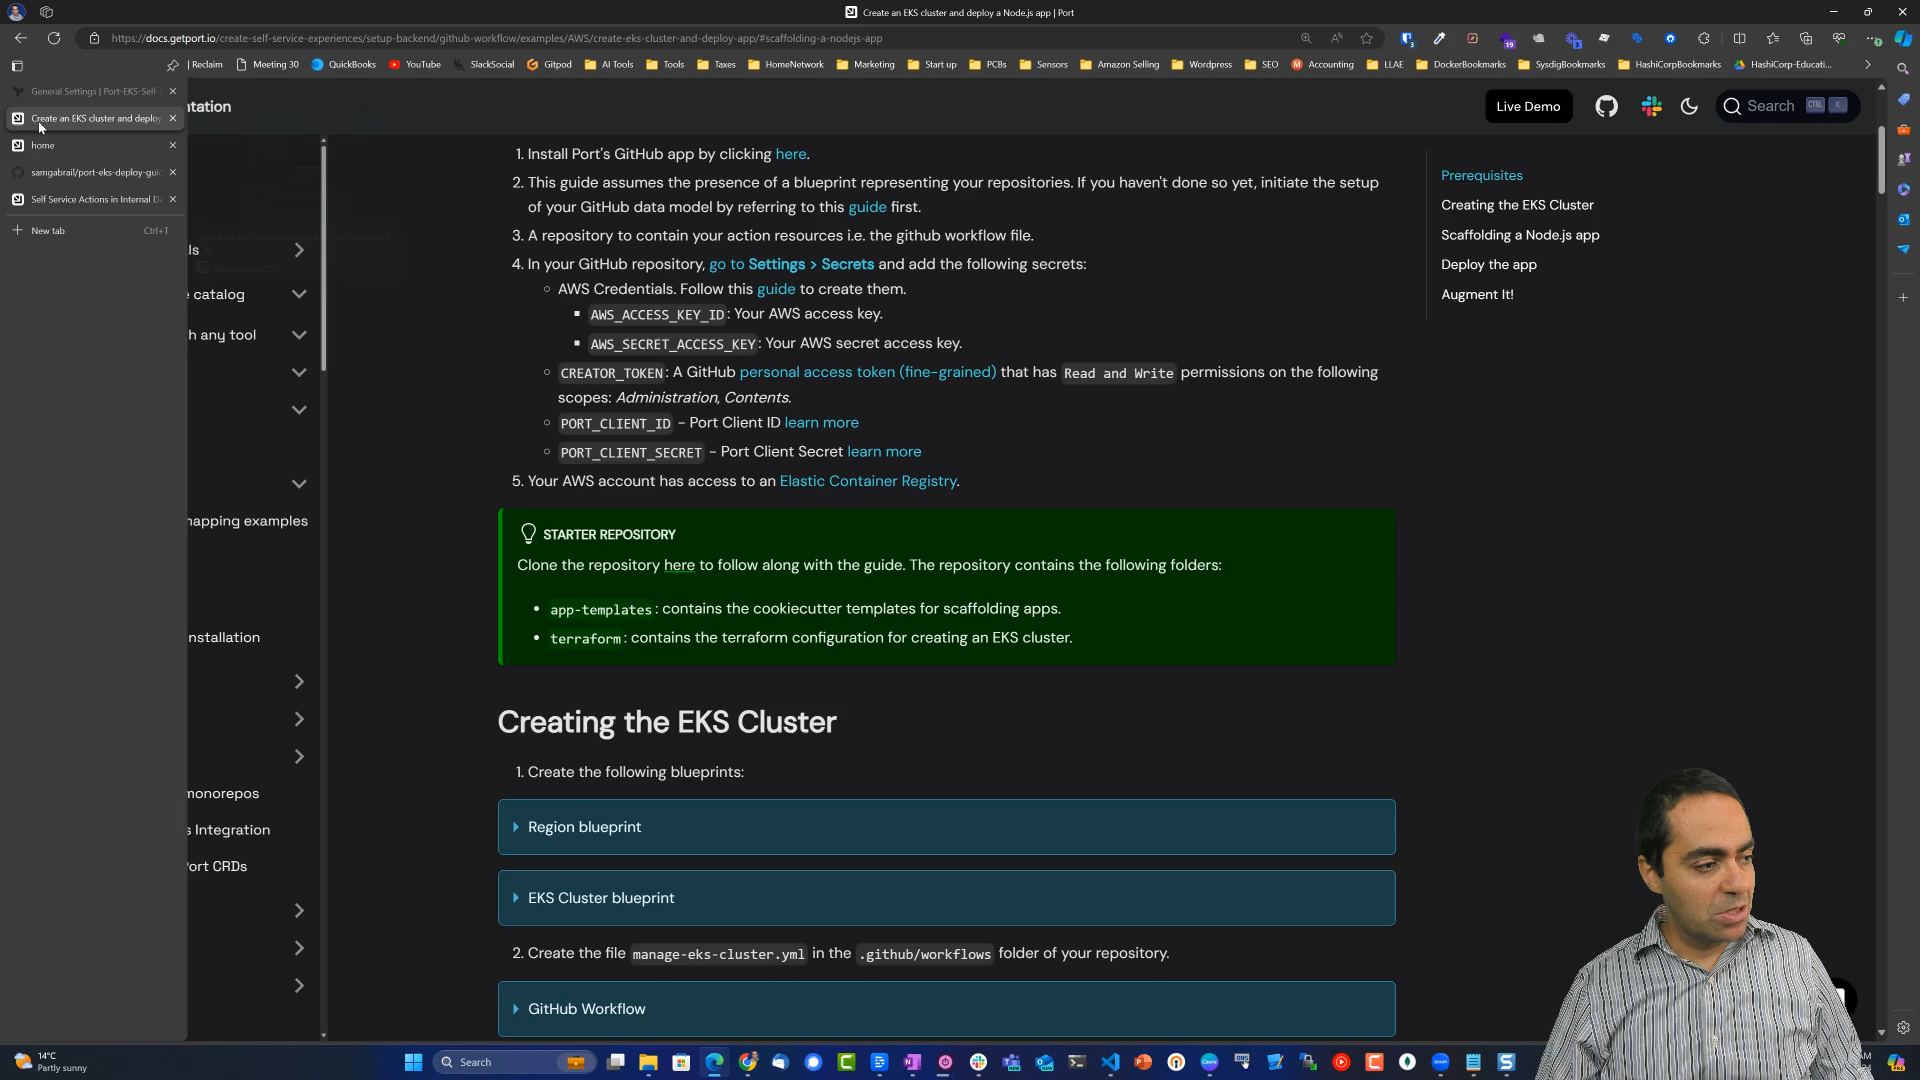 Create an EKS cluster and deploy a Node.js app | Port
https://docs.getport.io/create-self-service-experiences/setup-backend/github-workflow/examples/AWS/create-eks-cluster-and-deploy-app/#scaffolding-a-nodejs-app
Reclaim
Meeting 30
QuickBooks
YouTube
SlackSocial
Gitpod
AI Tools
Tools
Taxes
HomeNetwork
Marketing
Start up
PCBs
Sensors
Amazon Selling
Wordpress
SEO
Accounting
LLAE
DockerBookmarks
SysdigBookmarks
HashiCorpBookmarks
HashiCorp-Educati...
General Settings | Port-EKS-Self-
Create an EKS cluster and deploy
home
samgabrail/port-eks-deploy-gui
Self Service Actions in Internal D
New tab Ctrl+T
ntation
Live Demo
Search CTRL K
ls
e catalog
h any tool
mapping examples
nstallation
monorepos
s Integration
Port CRDs
1. Install Port's GitHub app by clicking here.
2. This guide assumes the presence of a blueprint representing your repositories. If you haven't done so yet, initiate the setup
of your GitHub data model by referring to this guide first.
3. A repository to contain your action resources i.e. the github workflow file.
4. In your GitHub repository, go to Settings > Secrets and add the following secrets:
AWS Credentials. Follow this guide to create them.
AWS_ACCESS_KEY_ID: Your AWS access key.
AWS_SECRET_ACCESS_KEY: Your AWS secret access key.
CREATOR_TOKEN: A GitHub personal access token (fine-grained) that has Read and Write permissions on the following
scopes: Administration, Contents.
PORT_CLIENT_ID - Port Client ID learn more
PORT_CLIENT_SECRET - Port Client Secret learn more
5. Your AWS account has access to an Elastic Container Registry.
STARTER REPOSITORY
Clone the repository here to follow along with the guide. The repository contains the following folders:
app-templates: contains the cookiecutter templates for scaffolding apps.
terraform: contains the terraform configuration for creating an EKS cluster.
Creating the EKS Cluster
1. Create the following blueprints:
Region blueprint
EKS Cluster blueprint
2. Create the file manage-eks-cluster.yml in the .github/workflows folder of your repository.
GitHub Workflow
Prerequisites
Creating the EKS Cluster
Scaffolding a Node.js app
Deploy the app
Augment It!
14°C
Partly sunny
Search